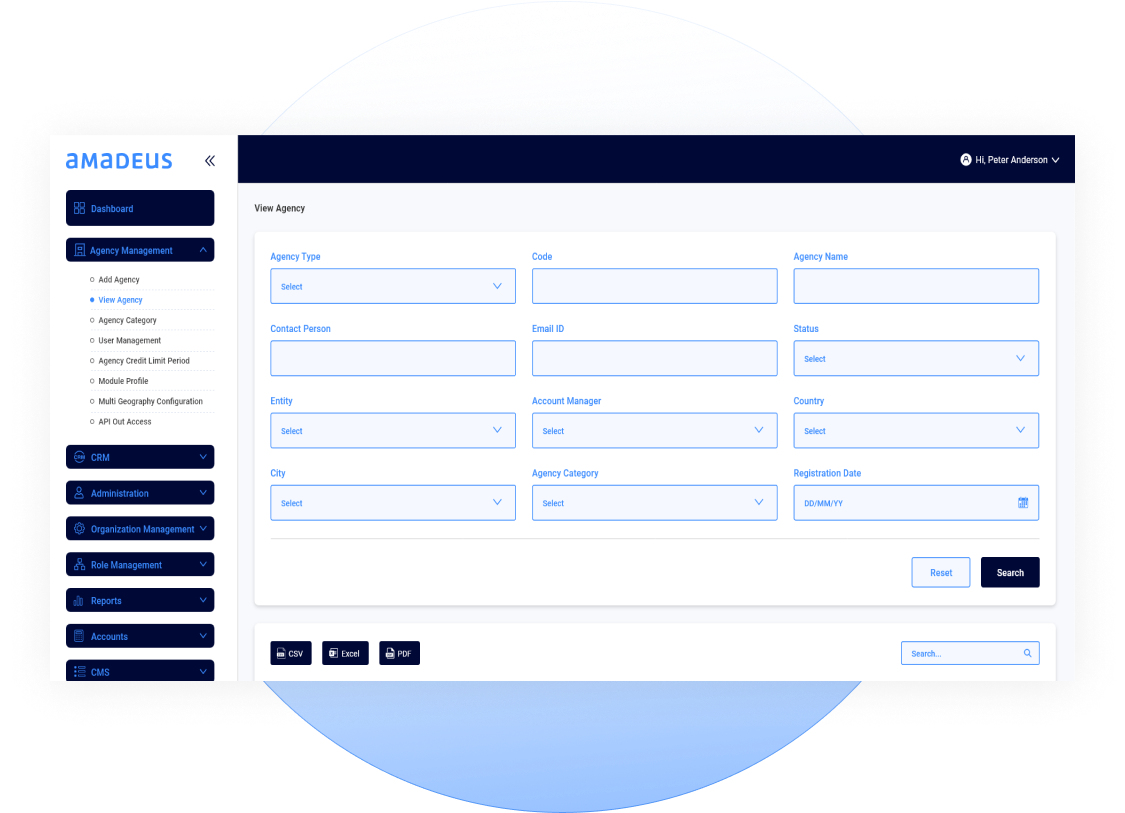 amadeus
Hi, Peter Anderson
Dashboard
Agency Management
Add Agency
View Agency
Agency Category
User Management
Agency Credit Limit Period
Module Profile
Multi Geography Configuration
API Out Access
CRM
CRM
Administration
Organization Management
Role Management
Reports
Accounts
CMS
View Agency
Agency Type Code Agency Name
Select
Contact Person Email ID Status
Select
Entity Account Manager Country
Select Select Select
City Agency Category Registration Date
Select Select DD/MM/YY
Reset Search
CSV Excel PDF Search...